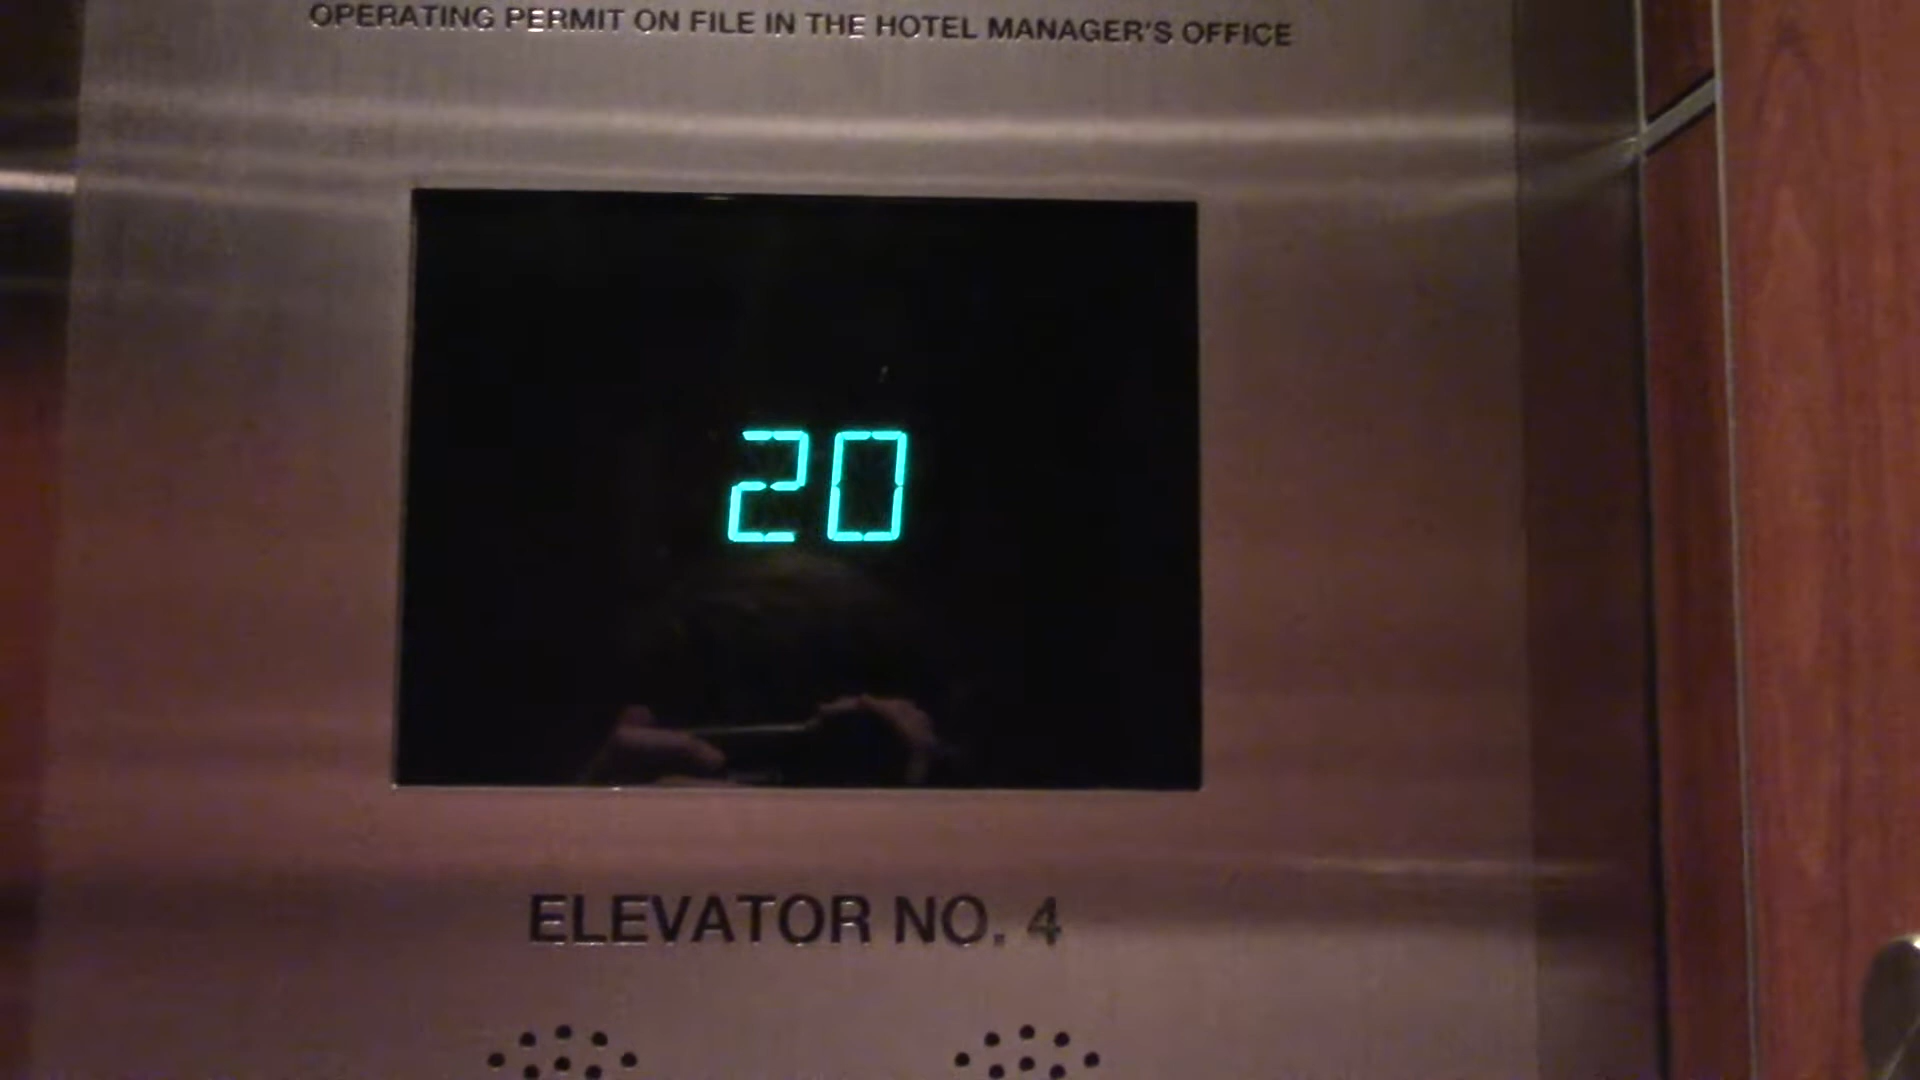 OPERATING PERMIT ON FILE IN THE HOTEL MANAGER'S OFFICE
20
ELEVATOR NO. 4